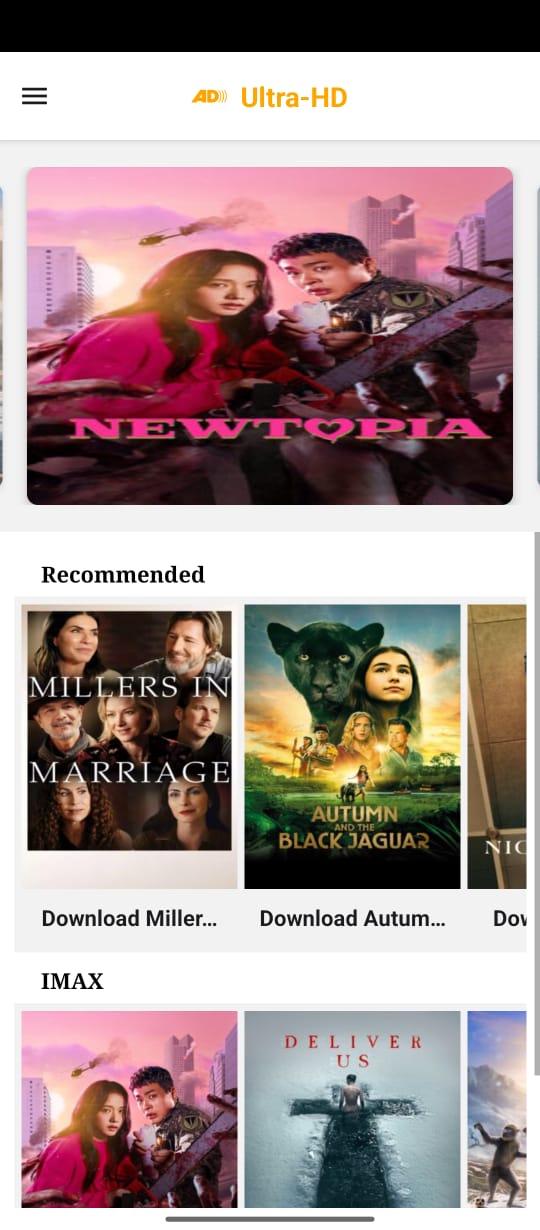 AD Ultra-HD
NEWTOPIA
Recommended
MILLERS IN
MARRIAGE
AUTUMN
AND THE
BLACK JAGUAR
NIC
Download Miller...
Download Autum...
Dow
IMAX
DELIVER
US